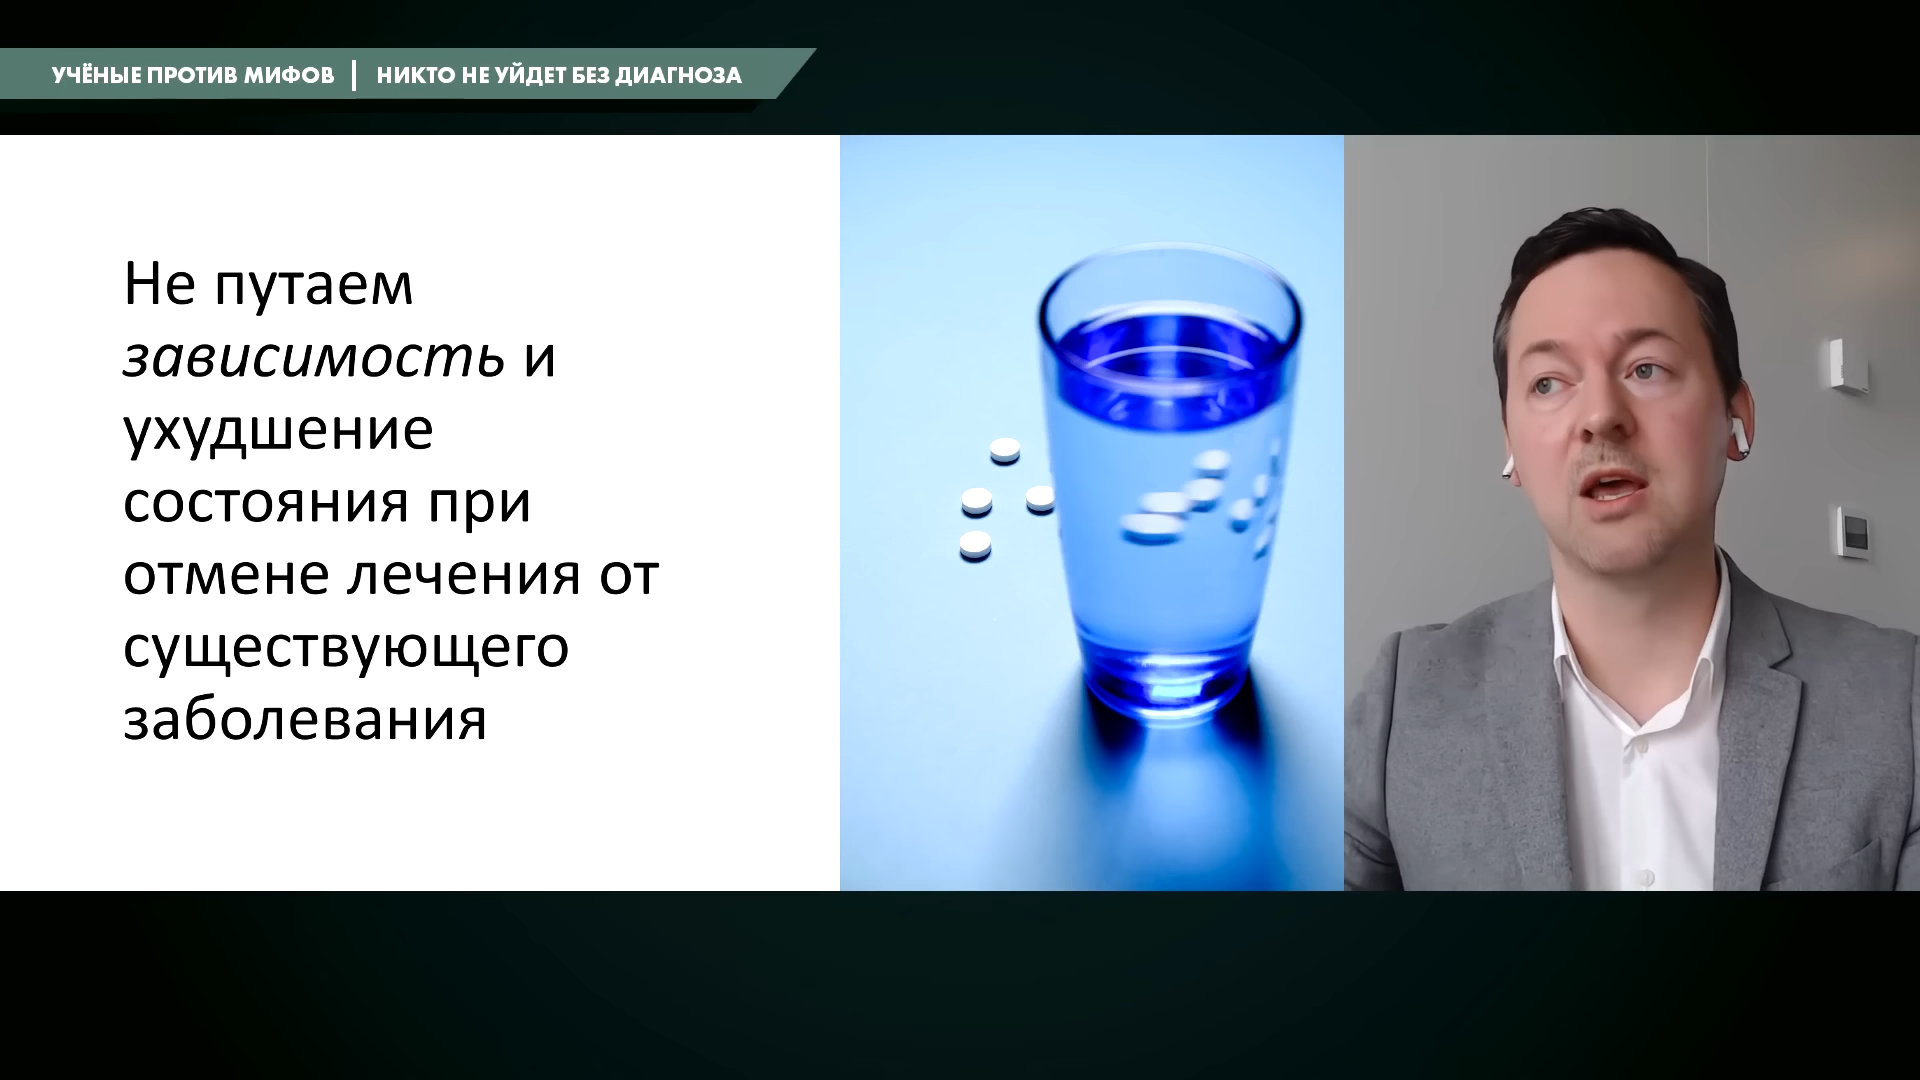 УЧЁНЫЕ ПРОТИВ МИФОВ | НИКТО НЕ УЙДЕТ БЕЗ ДИАГНОЗА
Не путаем
зависимость и
ухудшение
состояния при
отмене лечения от
существующего
заболевания